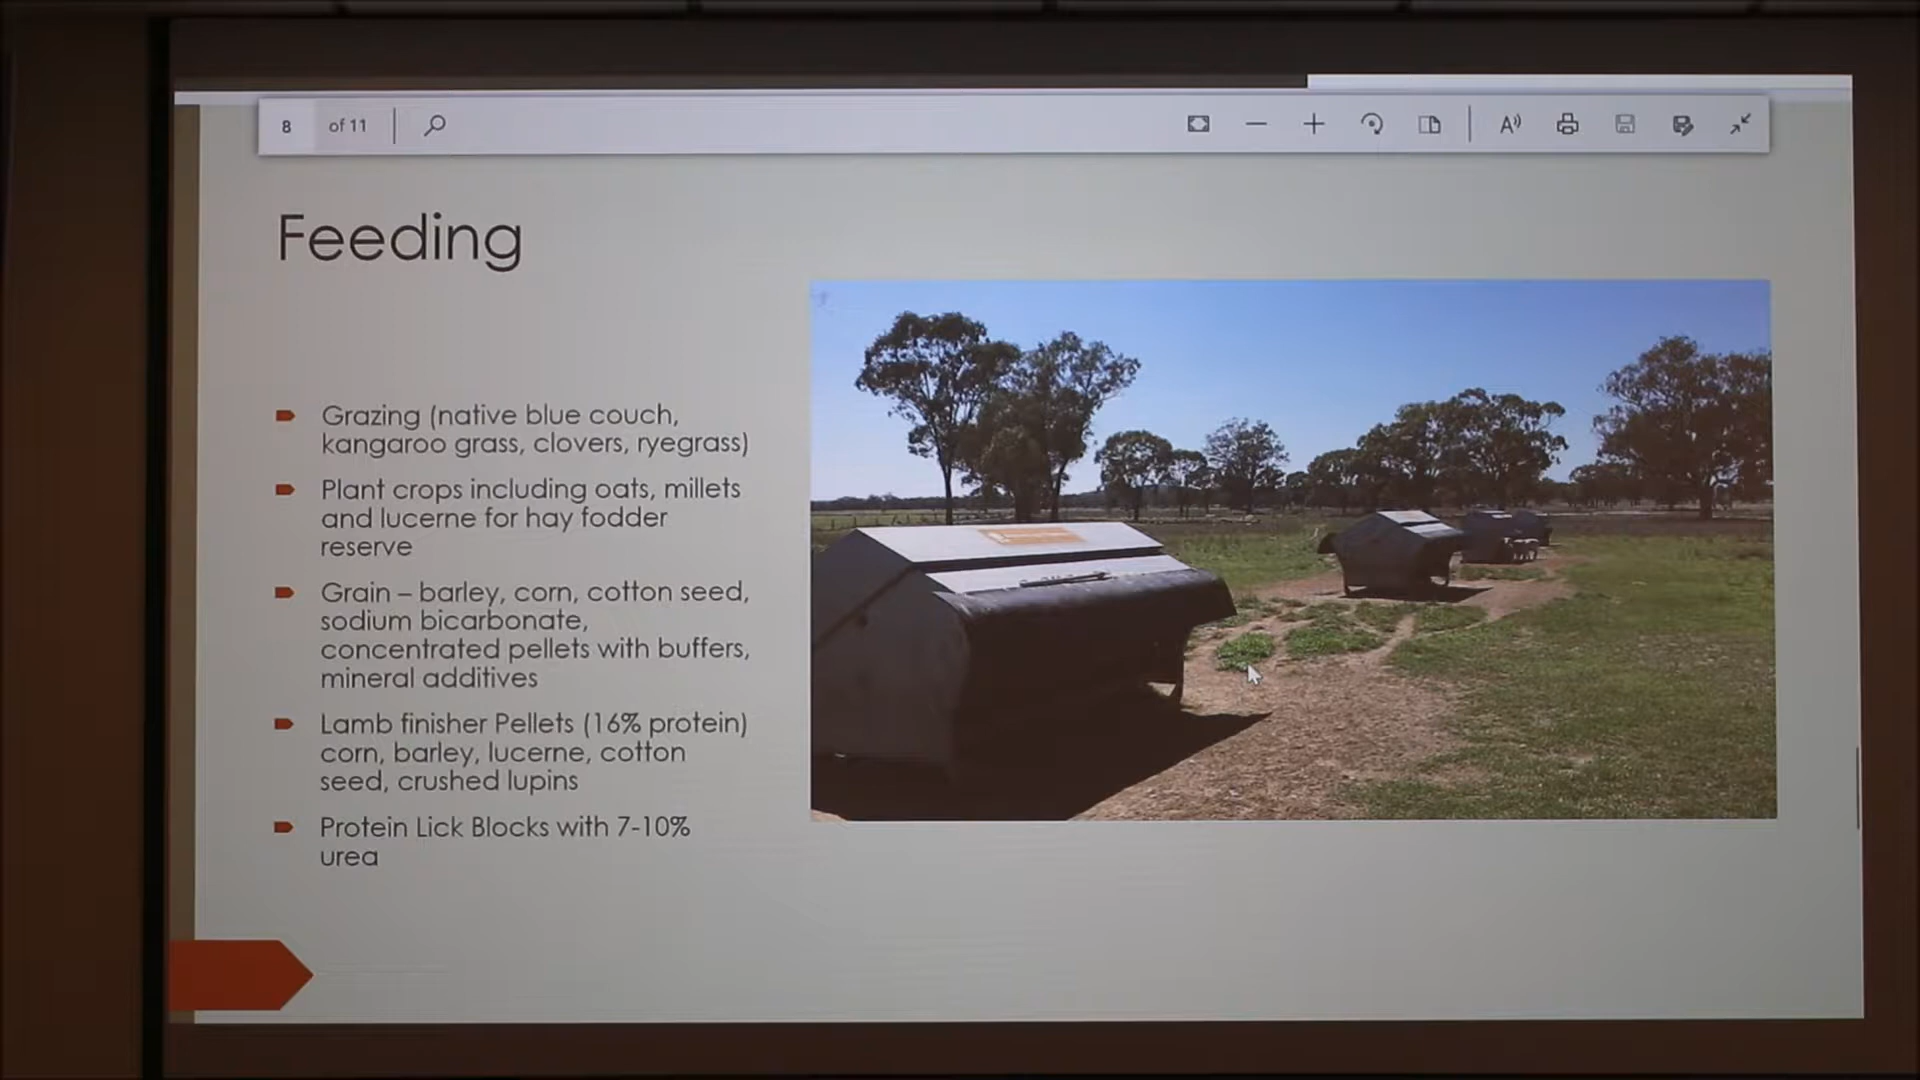 8 of 11
A
Feeding
Grazing (native blue couch,
kangaroo grass, clovers, ryegrass)
Plant crops including oats, millets
and lucerne for hay fodder
reserve
Grain – barley, corn, cotton seed,
sodium bicarbonate,
concentrated pellets with buffers,
mineral additives
Lamb finisher Pellets (16% protein)
corn, barley, lucerne, cotton
seed, crushed lupins
Protein Lick Blocks with 7-10%
urea